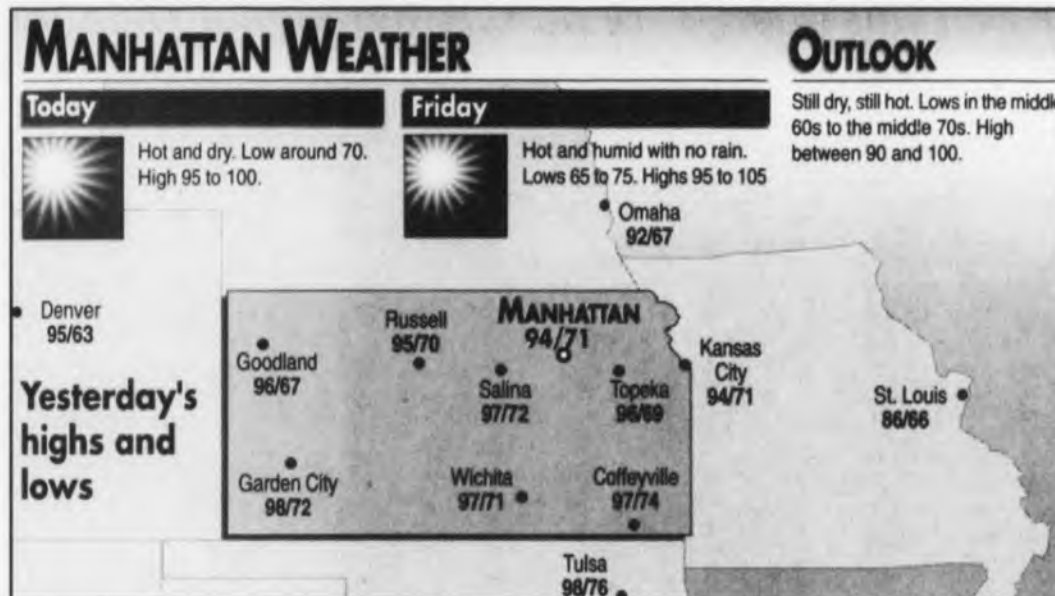 MANHATTAN WEATHER
Today
Hot and dry. Low around 70.
High 95 to 100.
Friday
Hot and humid with no rain.
Lows 65 to 75. Highs 95 to 105
OUTLOOK
Still dry, still hot. Lows in the middle
60s to the middle 70s. High
between 90 and 100.
Omaha
92/67
Denver
95/63
Goodland
96/67
Russell
95/70
MANHATTAN
94/71
Salina
97/72
Topeka
96/69
Kansas
City
94/71
St. Louis
86/66
Yesterday's
highs and
lows
Garden City
98/72
Wichita
97/71
Coffeyville
97/74
Tulsa
98/76